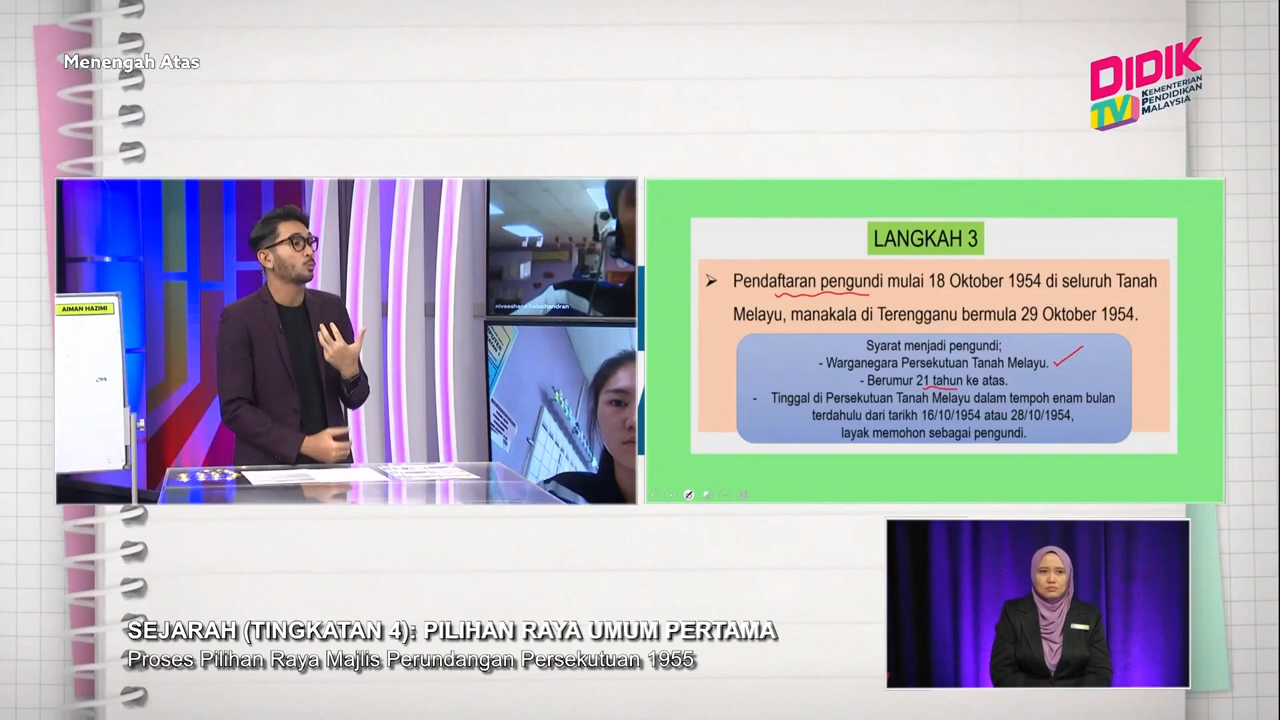 Menengah Atas
DIDIK
TV
KEMENTERIAN
PENDIDIKAN
MALAYSIA
AIMAN HAZIMI
LANGKAH 3
➢ Pendaftaran pengundi mulai 18 Oktober 1954 di seluruh Tanah
Melayu, manakala di Terengganu bermula 29 Oktober 1954.
Syarat menjadi pengundi;
- Warganegara Persekutuan Tanah Melayu.
- Berumur 21 tahun ke atas.
- Tinggal di Persekutuan Tanah Melayu dalam tempoh enam bulan
terdahulu dari tarikh 16/10/1954 atau 28/10/1954,
layak memohon sebagai pengundi.
SEJARAH (TINGKATAN 4): PILIHAN RAYA UMUM PERTAMA
Proses Pilihan Raya Majlis Perundangan Persekutuan 1955